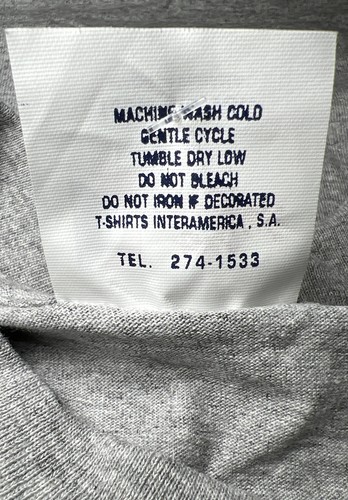 MACHINE WASH COLD
GENTLE CYCLE
TUMBLE DRY LOW
DO NOT BLEACH
DO NOT IRON IF DECORATED
T-SHIRTS INTERAMERICA , S.A.
TEL. 274-1533